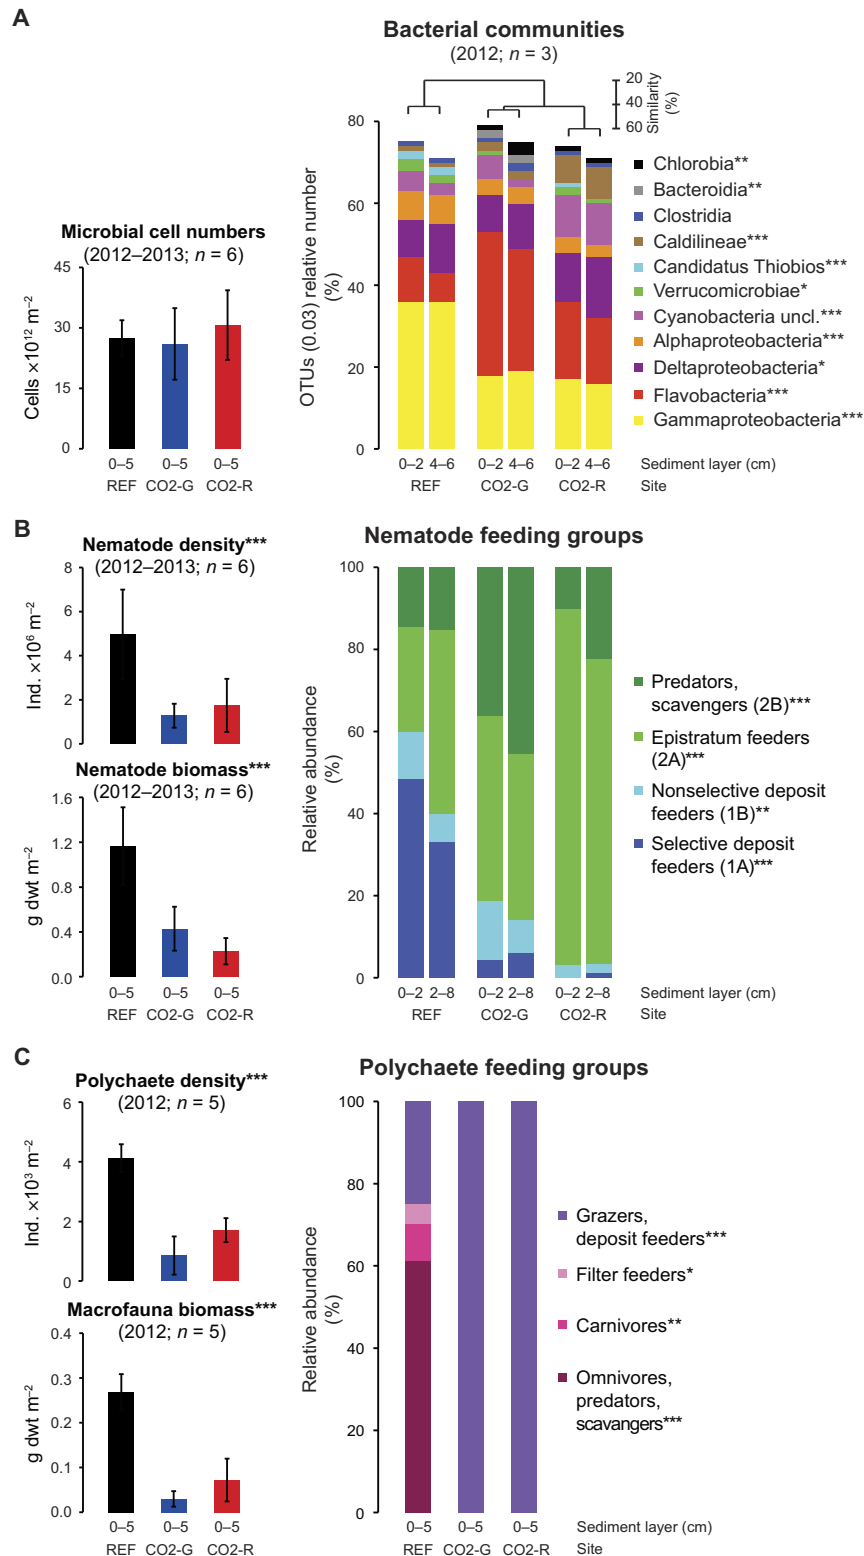 A
Bacterial communities
(2012; n = 3)
20
40
60
Similarity
(%)
Microbial cell numbers
(2012–2013; n = 6)
45
30
15
0
Cells ×10¹² m⁻²
0–5 0–5 0–5
REF CO2-G CO2-R
80
60
40
20
0
OTUs (0.03) relative number
(%)
Chlorobia**
Bacteroidia**
Clostridia
Caldilineae***
Candidatus Thiobios***
Verrucomicrobiae*
Cyanobacteria uncl.***
Alphaproteobacteria***
Deltaproteobacteria*
Flavobacteria***
Gammaproteobacteria***
0–2 4–6 0–2 4–6 0–2 4–6 Sediment layer (cm)
REF CO2-G CO2-R Site
B
Nematode density***
(2012–2013; n = 6)
8
6
4
2
0
Ind. ×10⁶ m⁻²
Nematode biomass***
(2012–2013; n = 6)
1.6
1.2
0.8
0.4
0.0
g dwt m⁻²
0–5 0–5 0–5
REF CO2-G CO2-R
Nematode feeding groups
100
80
60
40
20
0
Relative abundance
(%)
Predators,
scavengers (2B)***
Epistratum feeders
(2A)***
Nonselective deposit
feeders (1B)**
Selective deposit
feeders (1A)***
0–2 2–8 0–2 2–8 0–2 2–8 Sediment layer (cm)
REF CO2-G CO2-R Site
C
Polychaete density***
(2012; n = 5)
6
4
2
0
Ind. ×10³ m⁻²
Macrofauna biomass***
(2012; n = 5)
0.4
0.3
0.2
0.1
0.0
g dwt m⁻²
0–5 0–5 0–5
REF CO2-G CO2-R
Polychaete feeding groups
100
80
60
40
20
0
Relative abundance
(%)
Grazers,
deposit feeders***
Filter feeders*
Carnivores**
Omnivores,
predators,
scavangers***
0–5 0–5 0–5 Sediment layer (cm)
REF CO2-G CO2-R Site